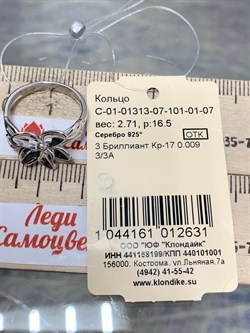 Кольцо
С-01-01313-07-101-01-07
вес: 2.71, р:16.5
Серебро 925° ОТК
3 Бриллиант Кр-17 0.009
3/3А
1 044161 012631
ООО "ЮФ "Клондайк"
ИНН 441158199/КПП 440101001
156000. Кострома, ул.Льняная,7а
(4942) 41-55-42
www.klondike.su
Леди
Самоцве